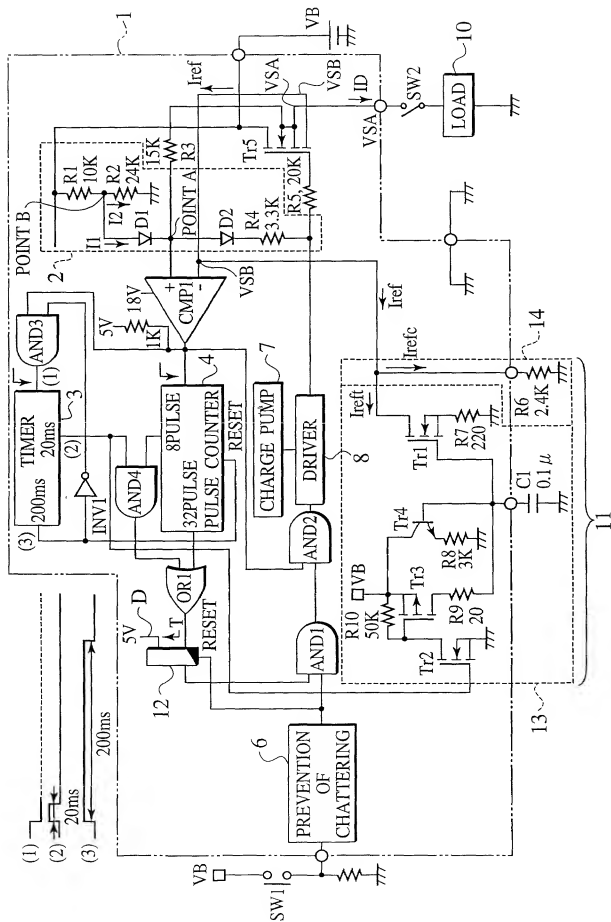 (1)
(2)
(3)
20ms
200ms
1
VB
Iref
VSA
VSB
ID
VSA
SW2
10
LOAD
POINT B
R1
10K
R2
24K
I2
I1
D1
2
POINT A
15K
R3
Tr5
D2
R4
3.3K
R5
20K
CMP1
+
-
18V
VSB
5V
1K
AND3
(1)
3
TIMER
20ms
200ms
(2)
(3)
INV1
AND4
4
8PULSE
32PULSE
PULSE COUNTER
RESET
OR1
5V
D
T
RESET
12
7
CHARGE PUMP
DRIVER
8
AND2
AND1
Iref
Irefc
Ireft
14
R6
2.4K
Tr1
R7
220
Tr4
R8
3K
C1
0.1μ
VB
R10
50K
Tr3
R9
20
Tr2
13
11
6
PREVENTION
OF
CHATTERING
VB
SW1